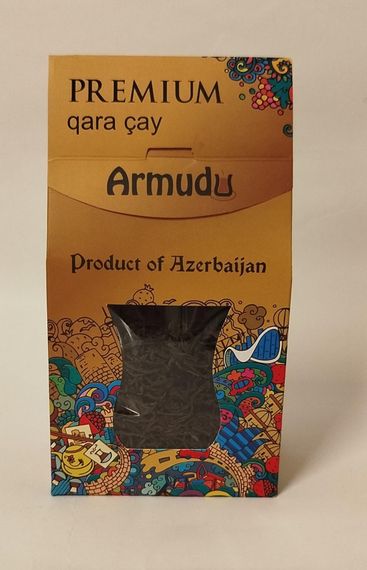 PREMIUM
qara çay
Armudu
Product of Azerbaijan